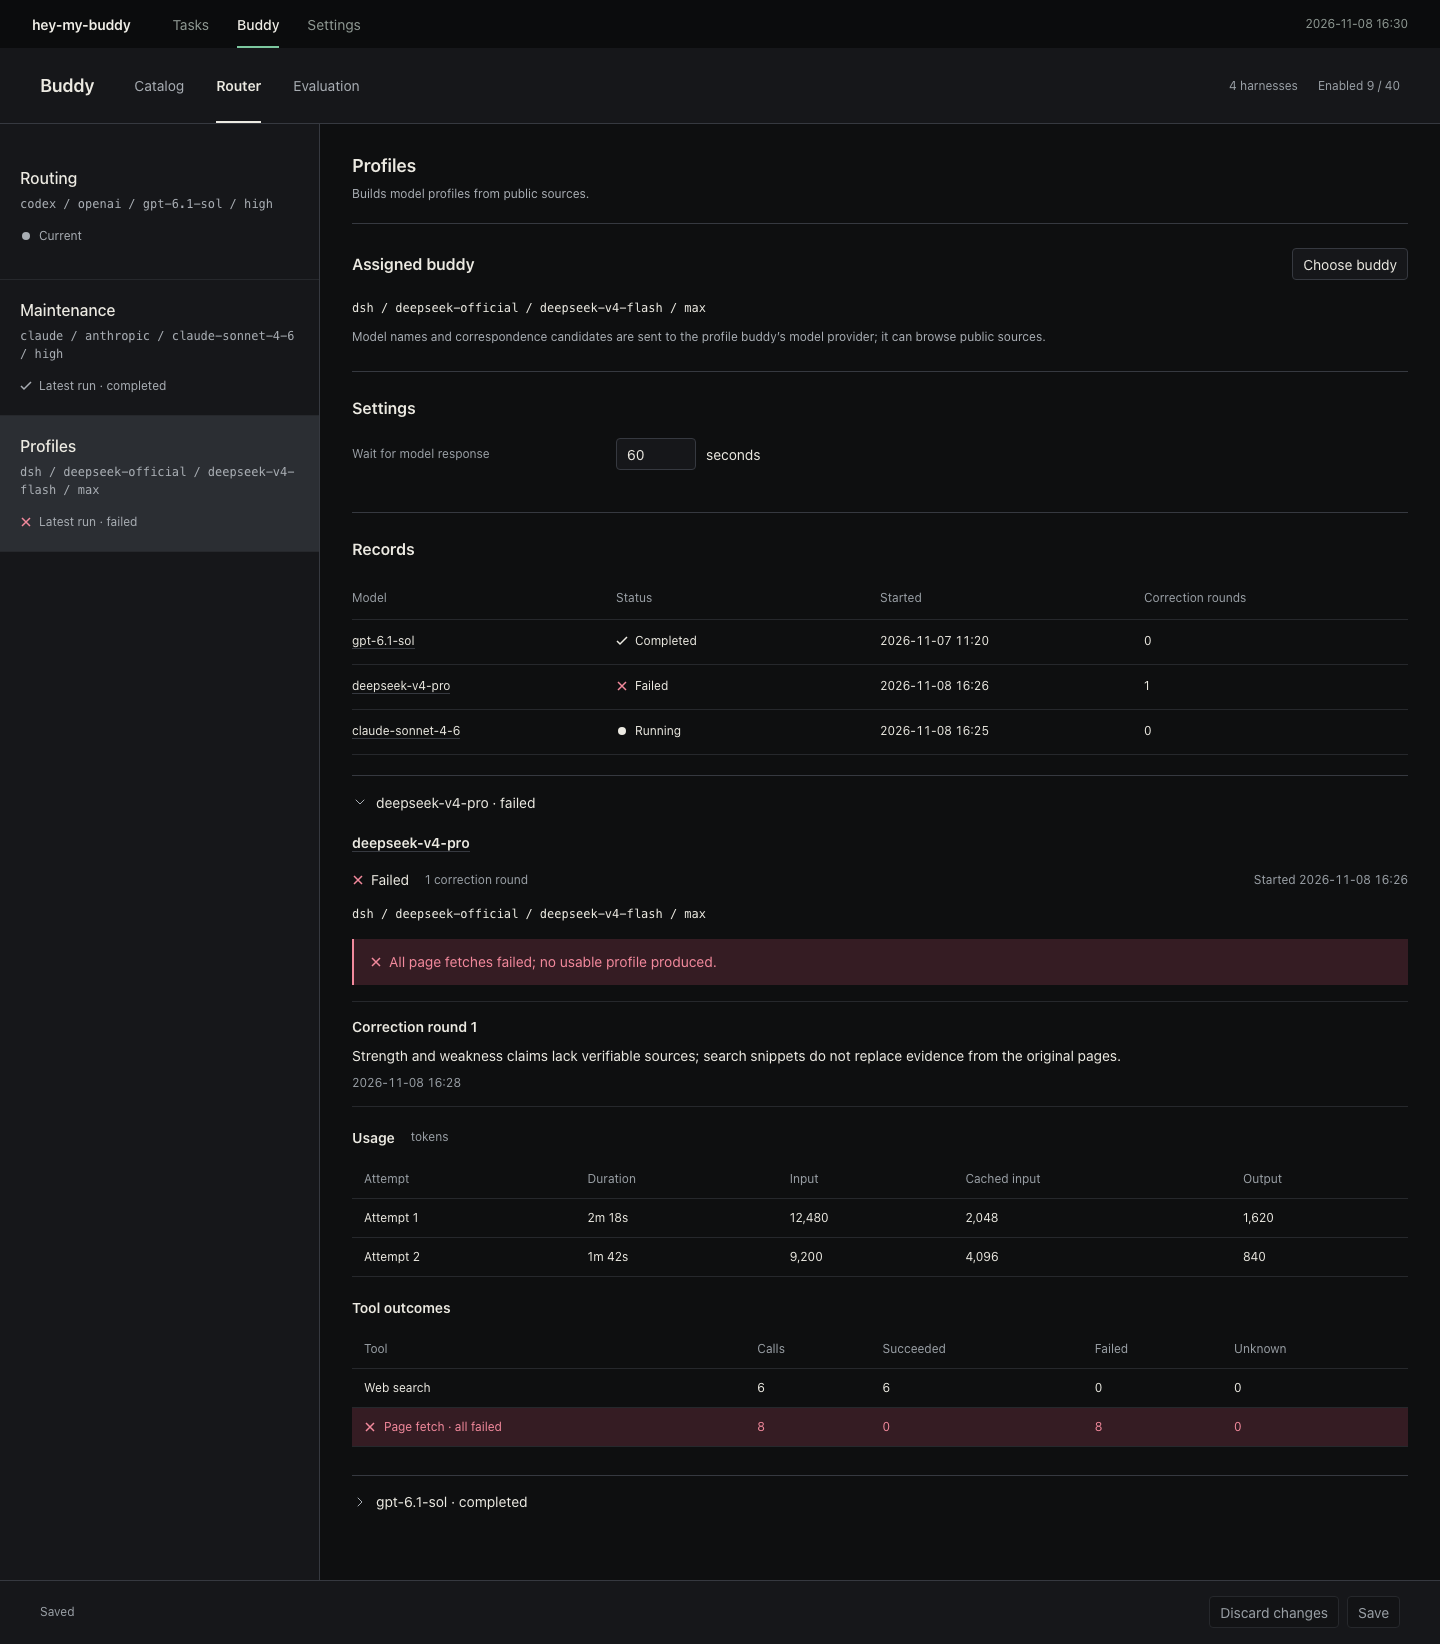 hey-my-buddy Tasks Buddy Settings 2026-11-08 16:30
Buddy Catalog Router Evaluation 4 harnesses Enabled 9 / 40
Routing
codex / openai / gpt-6.1-sol / high
Current
Maintenance
claude / anthropic / claude-sonnet-4-6
/ high
Latest run · completed
Profiles
dsh / deepseek-official / deepseek-v4-
flash / max
Latest run · failed
Profiles
Builds model profiles from public sources.
Assigned buddy Choose buddy
dsh / deepseek-official / deepseek-v4-flash / max
Model names and correspondence candidates are sent to the profile buddy's model provider; it can browse public sources.
Settings
Wait for model response 60 seconds
Records
Model Status Started Correction rounds
gpt-6.1-sol Completed 2026-11-07 11:20 0
deepseek-v4-pro Failed 2026-11-08 16:26 1
claude-sonnet-4-6 Running 2026-11-08 16:25 0
deepseek-v4-pro · failed
deepseek-v4-pro
Failed 1 correction round Started 2026-11-08 16:26
dsh / deepseek-official / deepseek-v4-flash / max
All page fetches failed; no usable profile produced.
Correction round 1
Strength and weakness claims lack verifiable sources; search snippets do not replace evidence from the original pages.
2026-11-08 16:28
Usage tokens
Attempt Duration Input Cached input Output
Attempt 1 2m 18s 12,480 2,048 1,620
Attempt 2 1m 42s 9,200 4,096 840
Tool outcomes
Tool Calls Succeeded Failed Unknown
Web search 6 6 0 0
Page fetch · all failed 8 0 8 0
gpt-6.1-sol · completed
Saved Discard changes Save